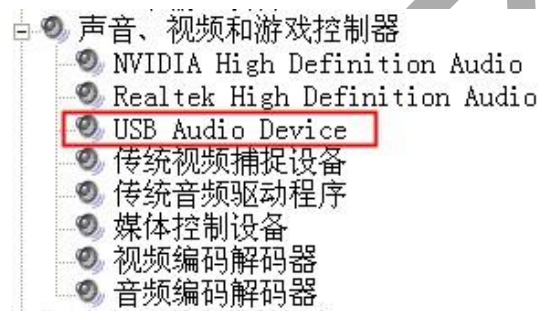 声音、视频和游戏控制器
NVIDIA High Definition Audio
Realtek High Definition Audio
USB Audio Device
传统视频捕捉设备
传统音频驱动程序
媒体控制设备
视频编码解码器
音频编码解码器